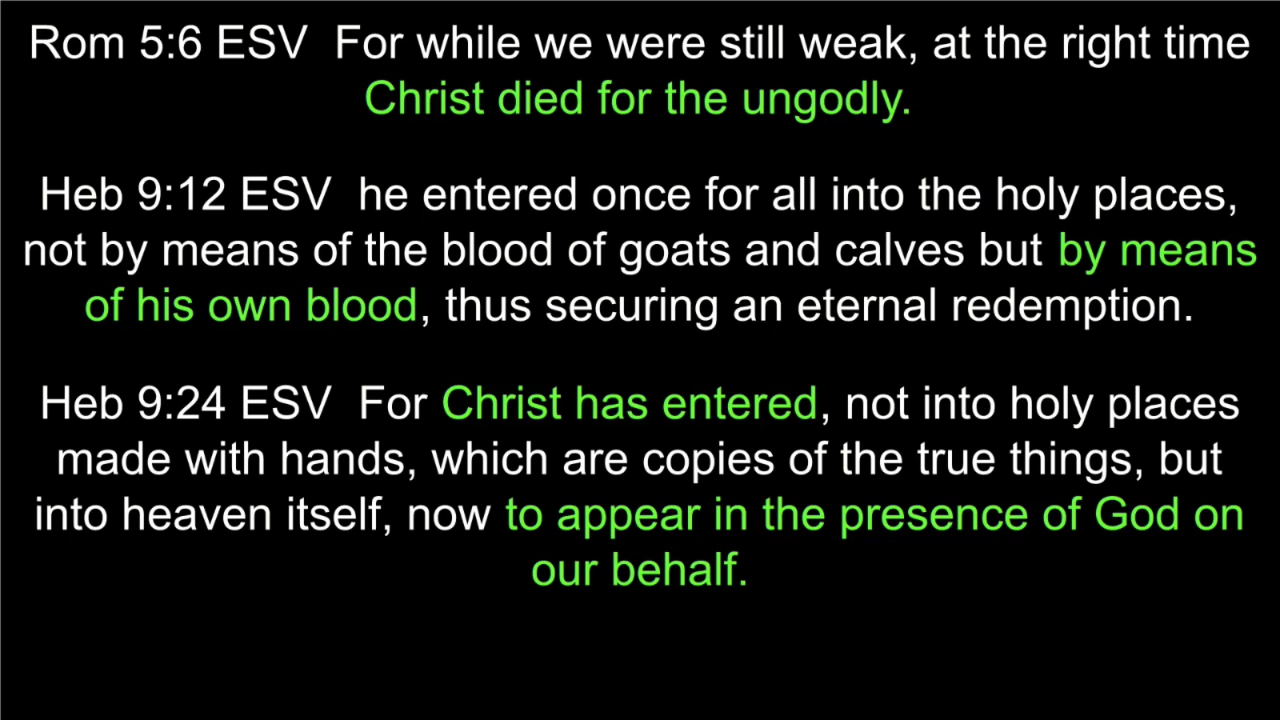 Rom 5:6 ESV  For while we were still weak, at the right time
Christ died for the ungodly.
Heb 9:12 ESV  he entered once for all into the holy places,
not by means of the blood of goats and calves but by means
of his own blood, thus securing an eternal redemption.
Heb 9:24 ESV  For Christ has entered, not into holy places
made with hands, which are copies of the true things, but
into heaven itself, now to appear in the presence of God on
our behalf.